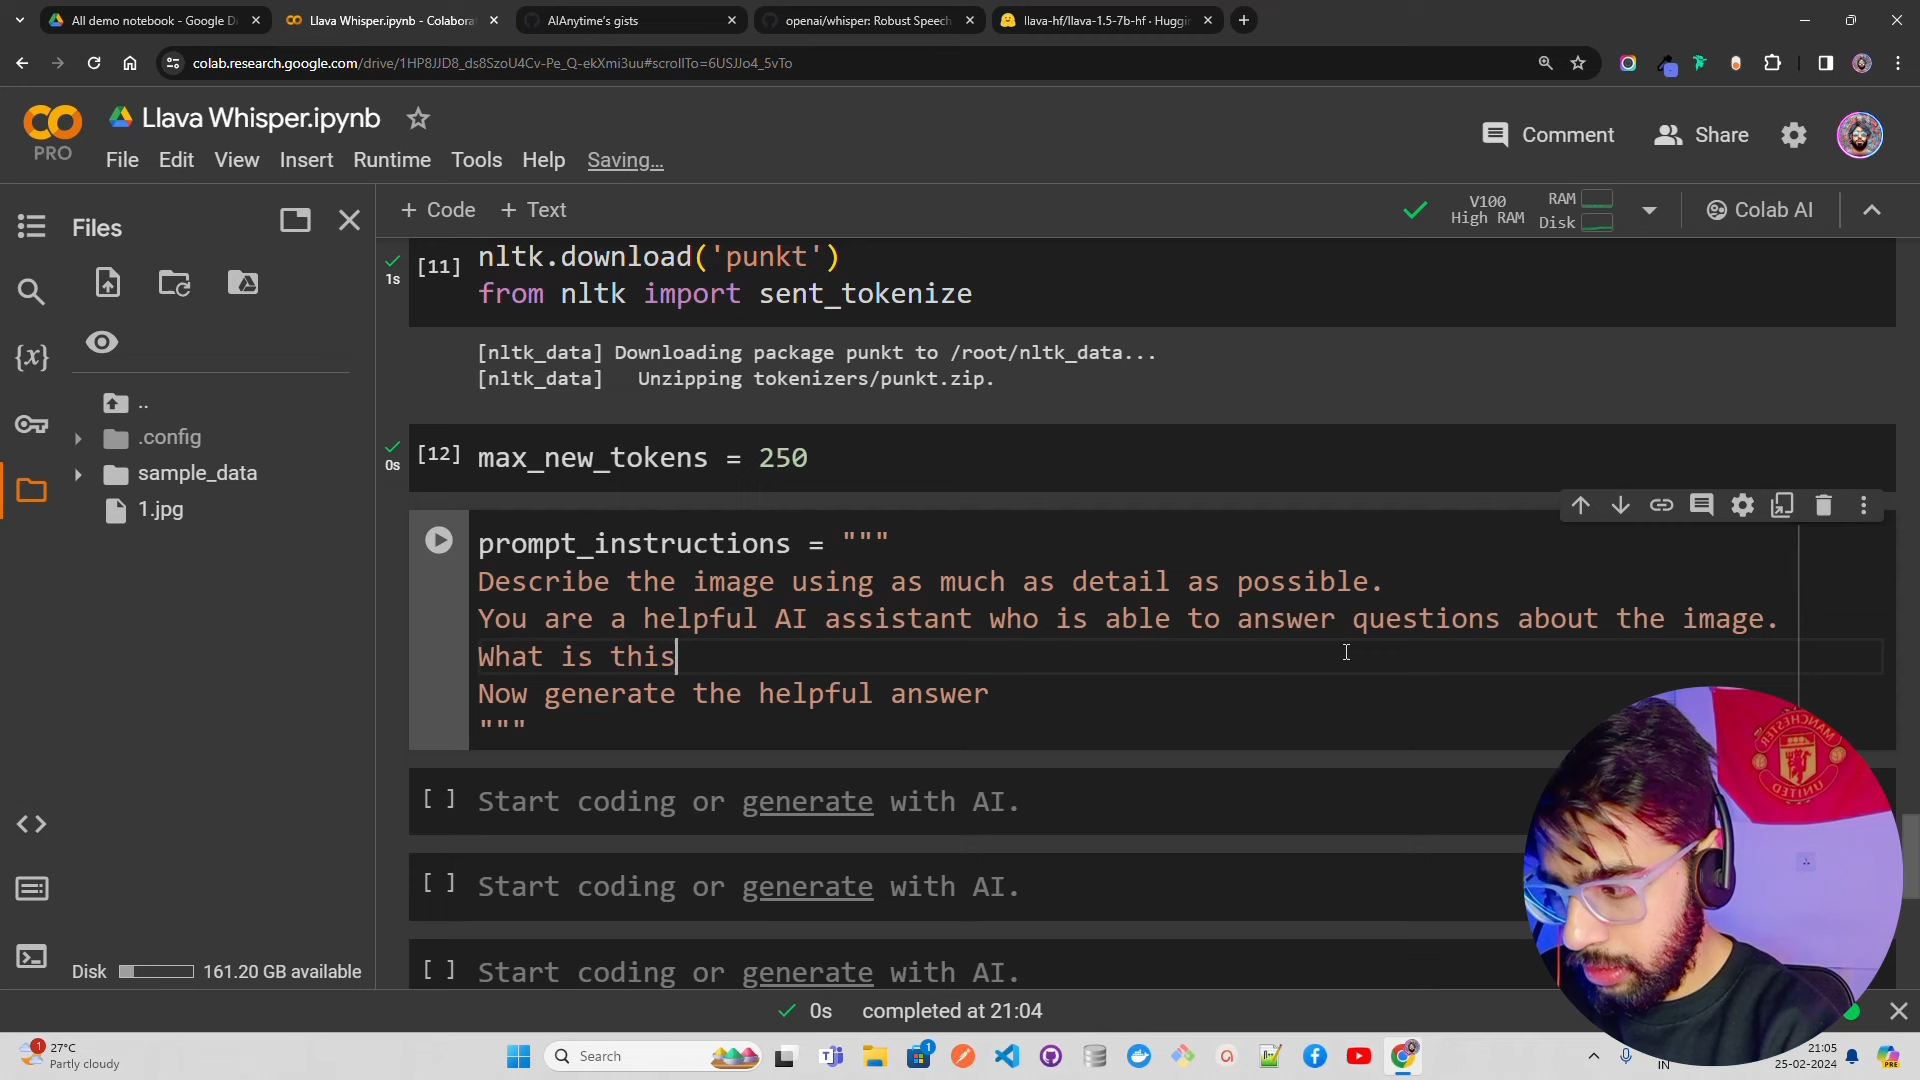 All demo notebook - Google D
Llava Whisper.ipynb - Colabora
AIAnytime's gists
openai/whisper: Robust Speech
llava-hf/llava-1.5-7b-hf · Huggin
colab.research.google.com/drive/1HP8JJD8_ds8SzoU4Cv-Pe_Q-ekXmi3uu#scrollTo=6USJJo4_5vTo
Llava Whisper.ipynb
PRO
File Edit View Insert Runtime Tools Help Saving...
Comment
Share
Files
+ Code + Text
V100
High RAM
RAM
Disk
Colab AI
..
.config
sample_data
1.jpg
Disk 161.20 GB available
1s
[11]
nltk.download('punkt')
from nltk import sent_tokenize
[nltk_data] Downloading package punkt to /root/nltk_data...
[nltk_data]   Unzipping tokenizers/punkt.zip.
0s
[12] max_new_tokens = 250
prompt_instructions = """
Describe the image using as much as detail as possible.
You are a helpful AI assistant who is able to answer questions about the image.
What is this
Now generate the helpful answer
"""
[ ] Start coding or generate with AI.
[ ] Start coding or generate with AI.
[ ] Start coding or generate with AI.
MANCHESTER
UNITED
0s completed at 21:04
1
27°C
Partly cloudy
Search
1
IN
21:05
25-02-2024
PRE